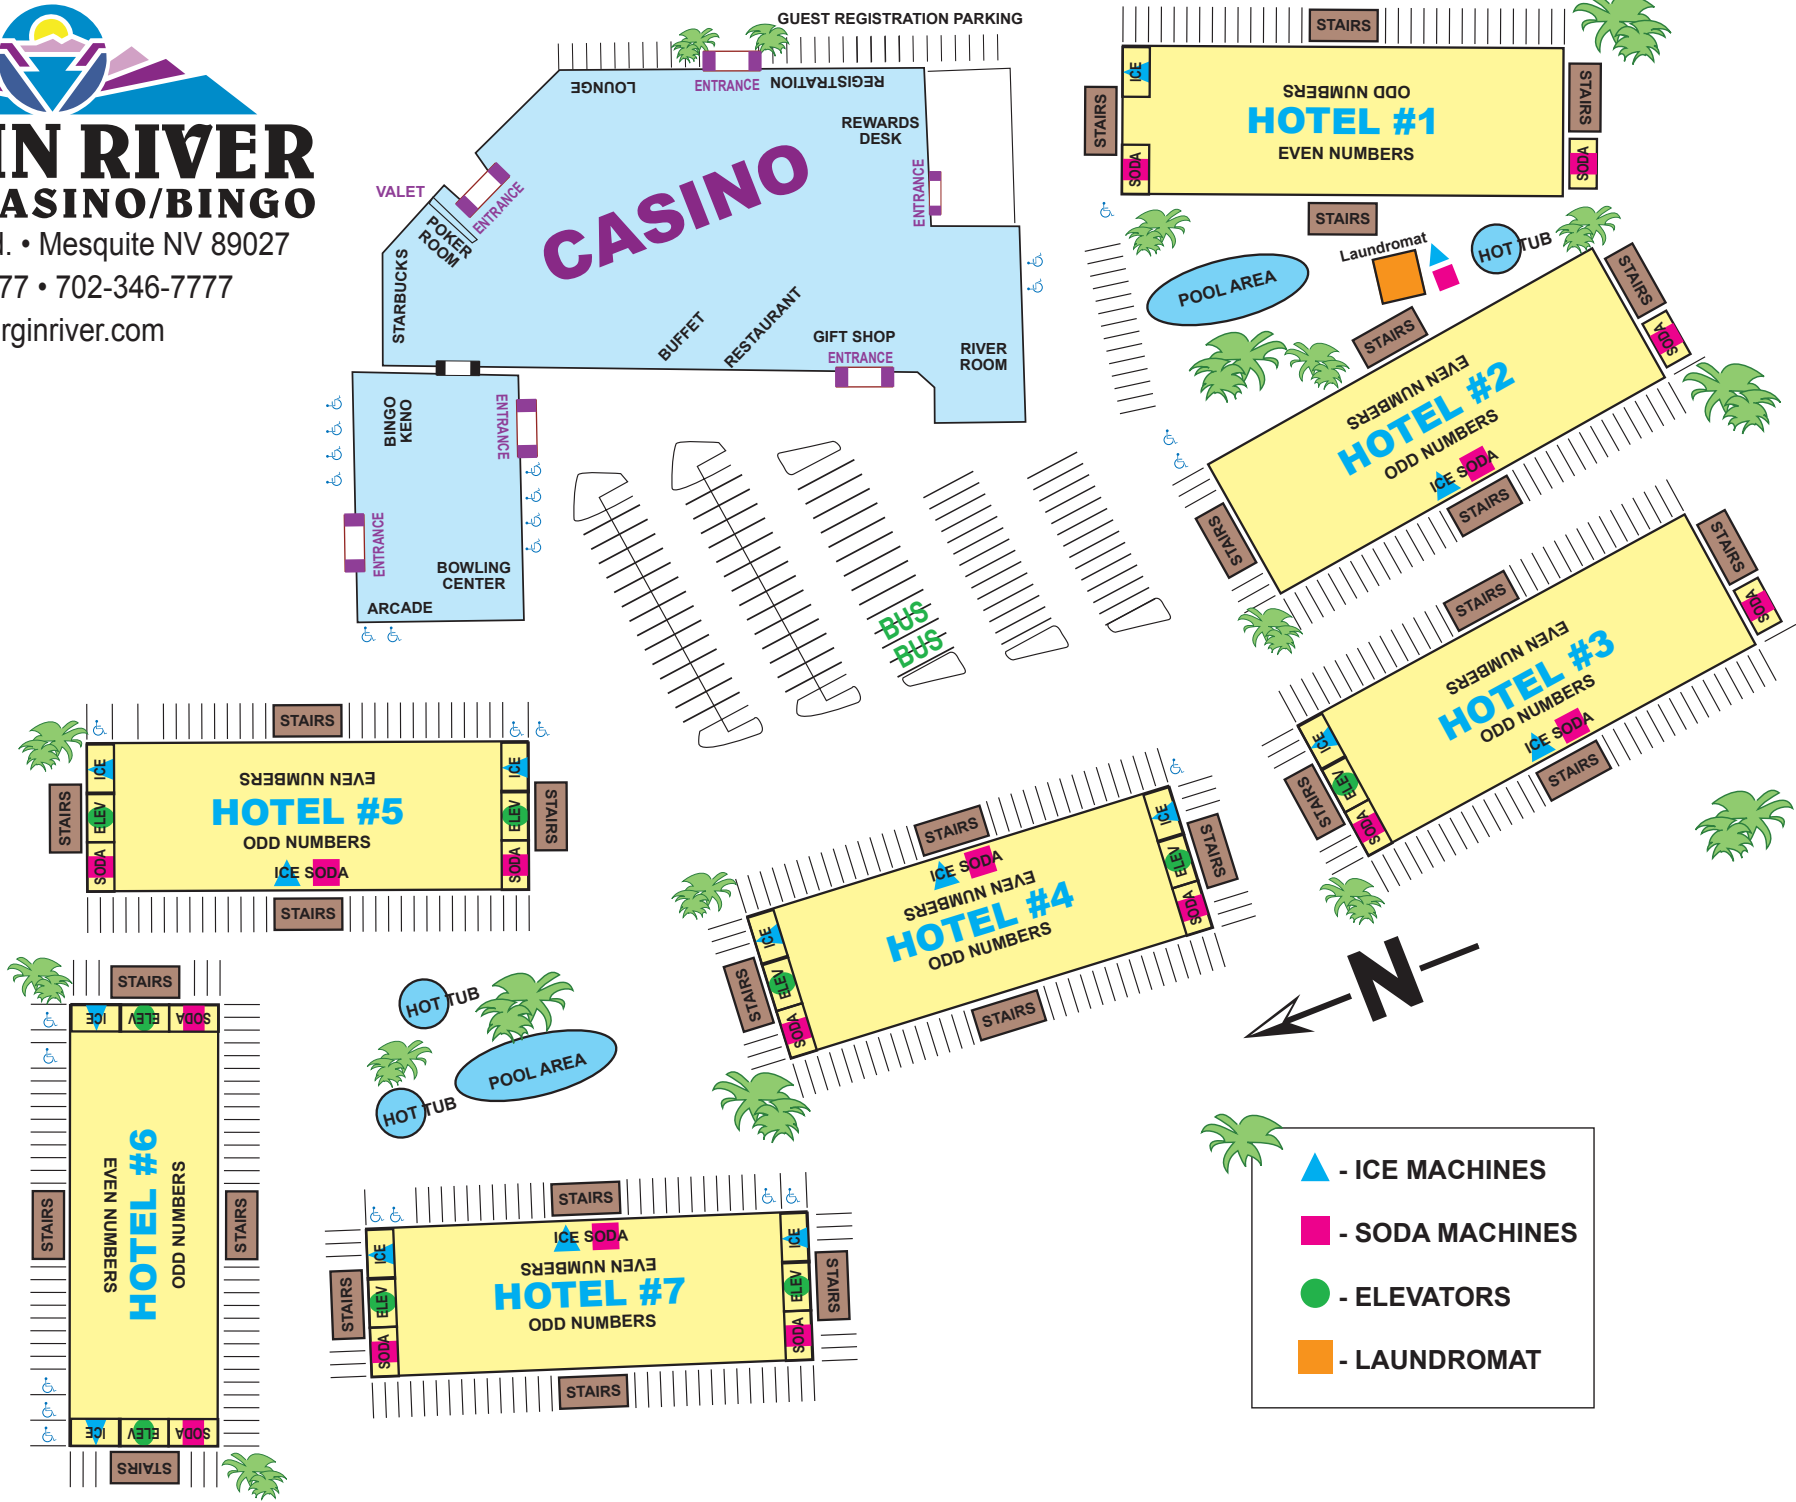 IN RIVER
ASINO/BINGO
. • Mesquite NV 89027
77 • 702-346-7777
rginriver.com
GUEST REGISTRATION PARKING
LOUNGE
ENTRANCE
REGISTRATION
REWARDS
DESK
ENTRANCE
VALET
ENTRANCE
POKER
ROOM
CASINO
STARBUCKS
BUFFET
RESTAURANT
GIFT SHOP
ENTRANCE
RIVER
ROOM
BINGO
KENO
ENTRANCE
ENTRANCE
BOWLING
CENTER
ARCADE
BUS
BUS
STAIRS
ICE
STAIRS
SODA
ODD NUMBERS
HOTEL #1
EVEN NUMBERS
STAIRS
SODA
STAIRS
Laundromat
HOT TUB
POOL AREA
STAIRS
STAIRS
SODA
EVEN NUMBERS
HOTEL #2
ODD NUMBERS
ICE SODA
STAIRS
STAIRS
STAIRS
STAIRS
SODA
EVEN NUMBERS
HOTEL #3
ODD NUMBERS
ICE SODA
STAIRS
ICE
ELEV
SODA
STAIRS
STAIRS
ICE SODA
EVEN NUMBERS
HOTEL #4
ODD NUMBERS
ICE
ELEV
SODA
STAIRS
ICE
ELEV
SODA
STAIRS
STAIRS
STAIRS
ICE
ELEV
SODA
STAIRS
EVEN NUMBERS
HOTEL #5
ODD NUMBERS
ICE SODA
ICE
ELEV
SODA
STAIRS
STAIRS
STAIRS
ICE
ELEV
SODA
EVEN NUMBERS
HOTEL #6
ODD NUMBERS
STAIRS
STAIRS
ICE
ELEV
SODA
STAIRS
HOT TUB
POOL AREA
HOT TUB
STAIRS
ICE SODA
EVEN NUMBERS
HOTEL #7
ODD NUMBERS
ICE
ELEV
SODA
STAIRS
ICE
ELEV
SODA
STAIRS
STAIRS
N
- ICE MACHINES
- SODA MACHINES
- ELEVATORS
- LAUNDROMAT